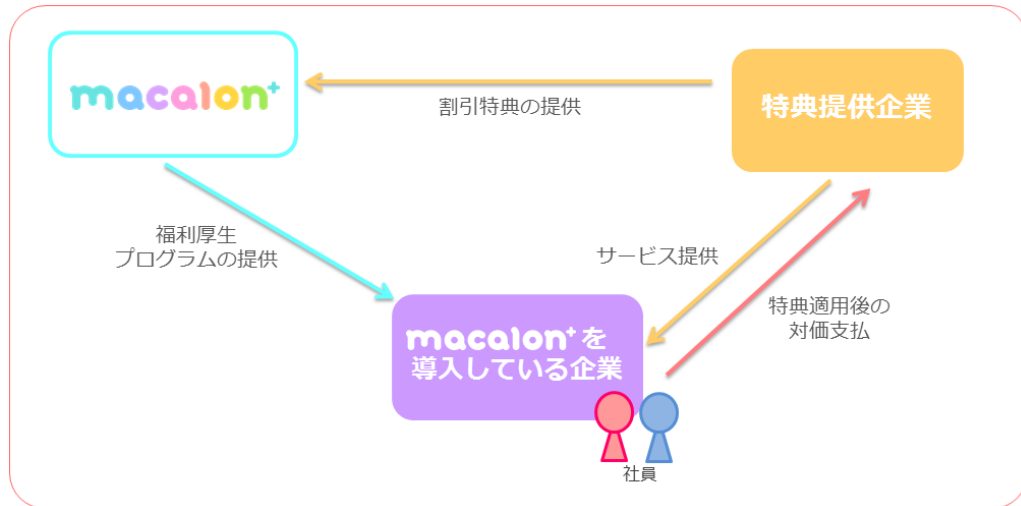 macalon+
割引特典の提供
特典提供企業
福利厚生
プログラムの提供
サービス提供
特典適用後の
対価支払
macalon+を
導入している企業
社員